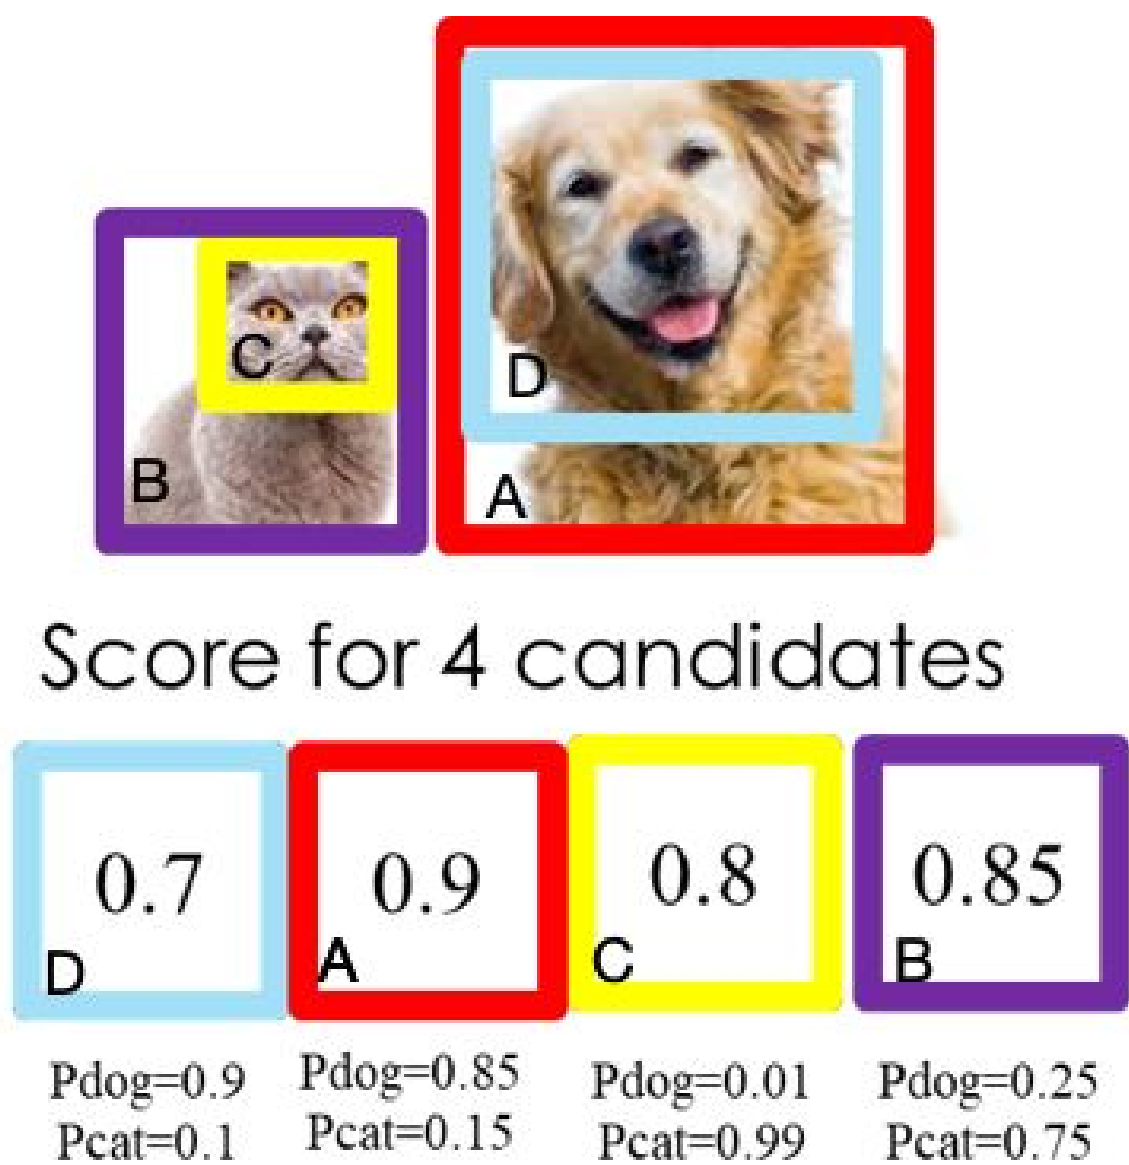 C
D
B
A
Score for 4 candidates
0.7 0.9 0.8 0.85
D A C B
Pdog=0.9 Pdog=0.85 Pdog=0.01 Pdog=0.25
Pcat=0.1 Pcat=0.15 Pcat=0.99 Pcat=0.75